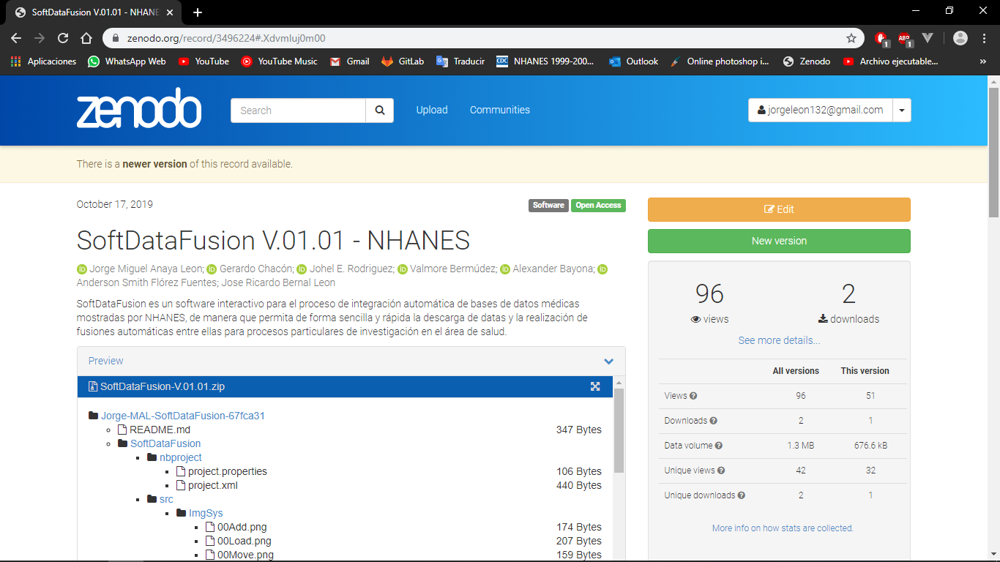 SoftDataFusion V.01.01 - NHANE
zenodo.org/record/3496224#.XdvmIuj0m00
1
ABP
1
Aplicaciones
WhatsApp Web
YouTube
YouTube Music
Gmail
GitLab
Traducir
CDC
NHANES 1999-200...
Outlook
Online photoshop i...
Zenodo
Archivo ejecutable...
»
zenodo
Search
Upload
Communities
jorgeleon132@gmail.com
There is a newer version of this record available.
October 17, 2019
Software
Open Access
SoftDataFusion V.01.01 - NHANES
Jorge Miguel Anaya Leon; Gerardo Chacón; Johel E. Rodriguez; Valmore Bermúdez; Alexander Bayona;
Anderson Smith Flórez Fuentes; Jose Ricardo Bernal Leon
SoftDataFusion es un software interactivo para el proceso de integración automática de bases de datos médicas
mostradas por NHANES, de manera que permita de forma sencilla y rápida la descarga de datas y la realización de
fusiones automáticas entre ellas para procesos particulares de investigación en el área de salud.
Preview
SoftDataFusion-V.01.01.zip
Jorge-MAL-SoftDataFusion-67fca31
README.md 347 Bytes
SoftDataFusion
nbproject
project.properties 106 Bytes
project.xml 440 Bytes
src
ImgSys
00Add.png 174 Bytes
00Load.png 207 Bytes
00Move.png 159 Bytes
Edit
New version
96 2
views downloads
See more details...
All versions This version
Views 96 51
Downloads 2 1
Data volume 1.3 MB 676.6 kB
Unique views 42 32
Unique downloads 2 1
More info on how stats are collected.